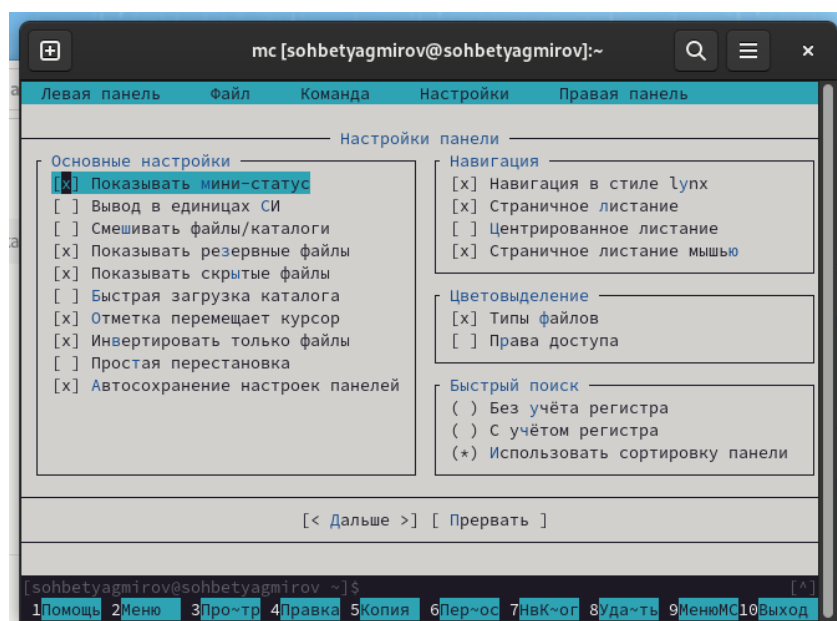 mc [sohbetyagmirov@sohbetyagmirov]:~
Левая панель Файл Команда Настройки Правая панель
Настройки панели
Основные настройки
[x] Показывать мини-статус
[ ] Вывод в единицах СИ
[ ] Смешивать файлы/каталоги
[x] Показывать резервные файлы
[x] Показывать скрытые файлы
[ ] Быстрая загрузка каталога
[x] Отметка перемещает курсор
[x] Инвертировать только файлы
[ ] Простая перестановка
[x] Автосохранение настроек панелей
Навигация
[x] Навигация в стиле lynx
[x] Страничное листание
[ ] Центрированное листание
[x] Страничное листание мышью
Цветовыделение
[x] Типы файлов
[ ] Права доступа
Быстрый поиск
( ) Без учёта регистра
( ) С учётом регистра
(*) Использовать сортировку панели
[< Дальше >] [ Прервать ]
[sohbetyagmirov@sohbetyagmirov ~]$ [^]
1Помощь 2Меню 3Про~тр 4Правка 5Копия 6Пер~ос 7НвК~ог 8Уда~ть 9МенюMC10Выход